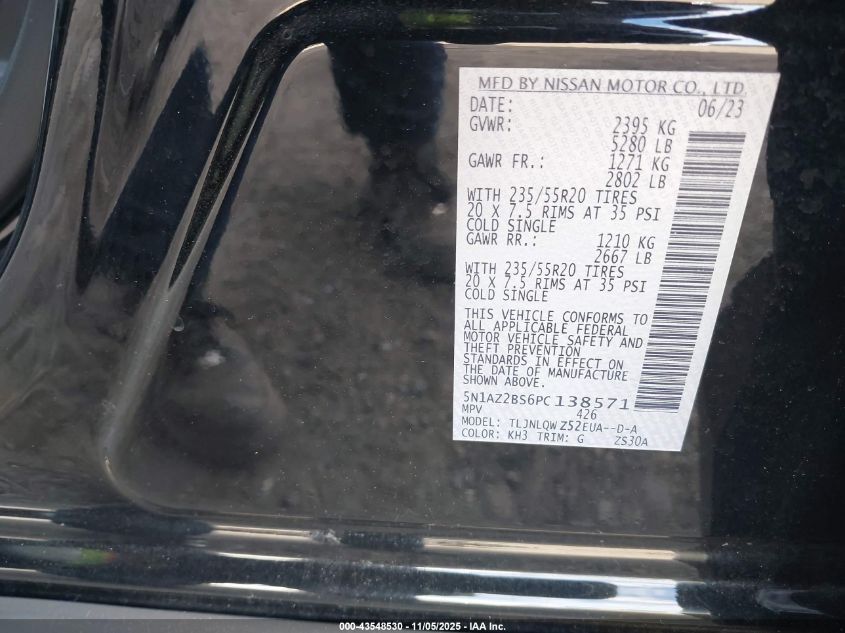 MFD BY NISSAN MOTOR CO., LTD.
DATE: 06/23
GVWR: 2395 KG
5280 LB
GAWR FR.: 1271 KG
2802 LB
WITH 235/55R20 TIRES
20 X 7.5 RIMS AT 35 PSI
COLD SINGLE
GAWR RR.: 1210 KG
2667 LB
WITH 235/55R20 TIRES
20 X 7.5 RIMS AT 35 PSI
COLD SINGLE
THIS VEHICLE CONFORMS TO
ALL APPLICABLE FEDERAL
MOTOR VEHICLE SAFETY AND
THEFT PREVENTION
STANDARDS IN EFFECT ON
THE DATE OF MANUFACTURE
SHOWN ABOVE.
5N1AZ2BS6PC138571
MPV 426
MODEL: TLJNLQW Z52EUA--D-A
COLOR: KH3 TRIM: G ZS30A
000-43548530 - 11/05/2025 - IAA Inc.